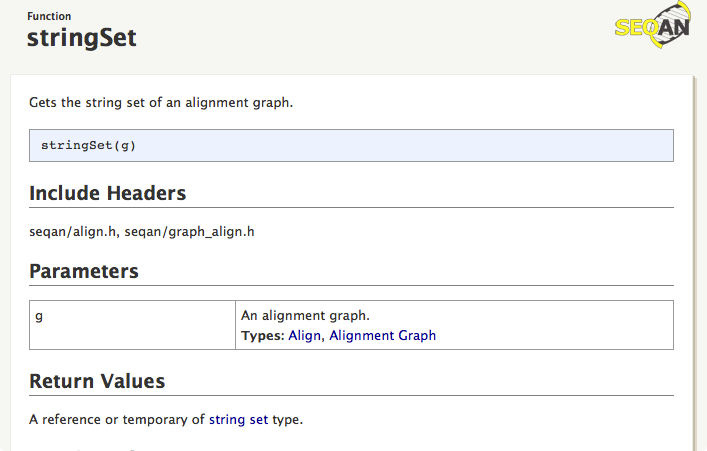 Function
stringSet
SEQAN
Gets the string set of an alignment graph.
stringSet(g)
Include Headers
seqan/align.h, seqan/graph_align.h
Parameters
g
An alignment graph.
Types: Align, Alignment Graph
Return Values
A reference or temporary of string set type.